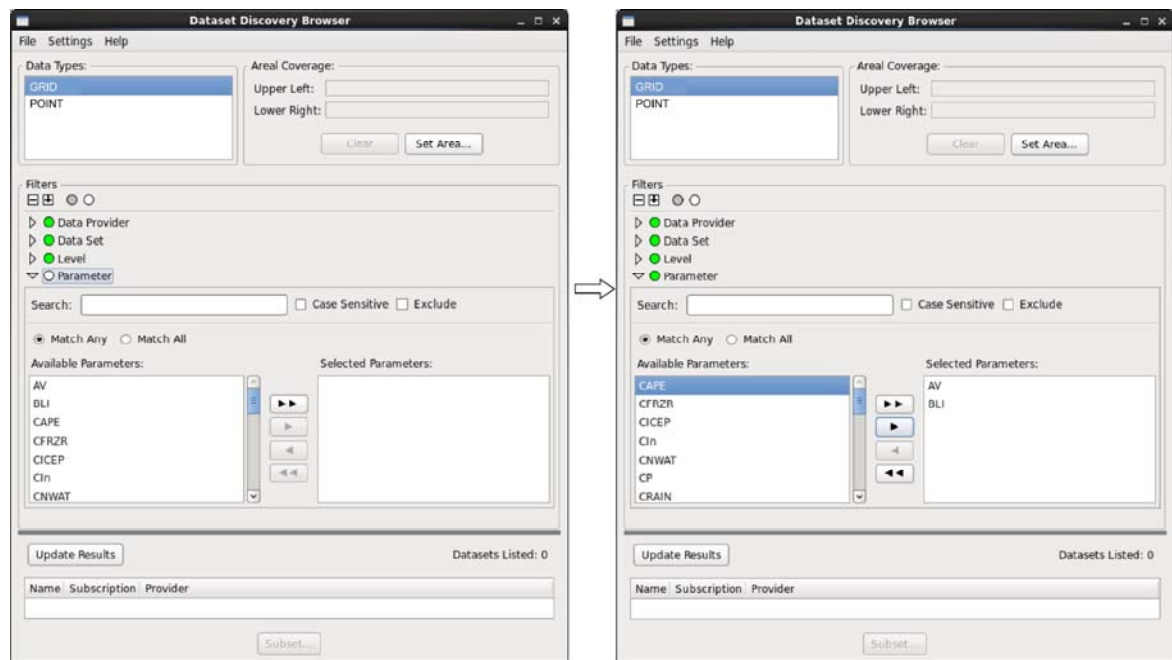 Dataset Discovery Browser
File Settings Help
Data Types:
GRID
POINT
Areal Coverage:
Upper Left:
Lower Right:
Clear
Set Area...
Filters
Data Provider
Data Set
Level
Parameter
Search:
Case Sensitive
Exclude
Match Any
Match All
Available Parameters:
AV
BLI
CAPE
CFRZR
CICEP
CIn
CNWAT
Selected Parameters:
Update Results
Datasets Listed: 0
Name Subscription Provider
Subset...
Dataset Discovery Browser
File Settings Help
Data Types:
GRID
POINT
Areal Coverage:
Upper Left:
Lower Right:
Clear
Set Area...
Filters
Data Provider
Data Set
Level
Parameter
Search:
Case Sensitive
Exclude
Match Any
Match All
Available Parameters:
CAPE
CFRZR
CICEP
CIn
CNWAT
CP
CRAIN
Selected Parameters:
AV
BLI
Update Results
Datasets Listed: 0
Name Subscription Provider
Subset...